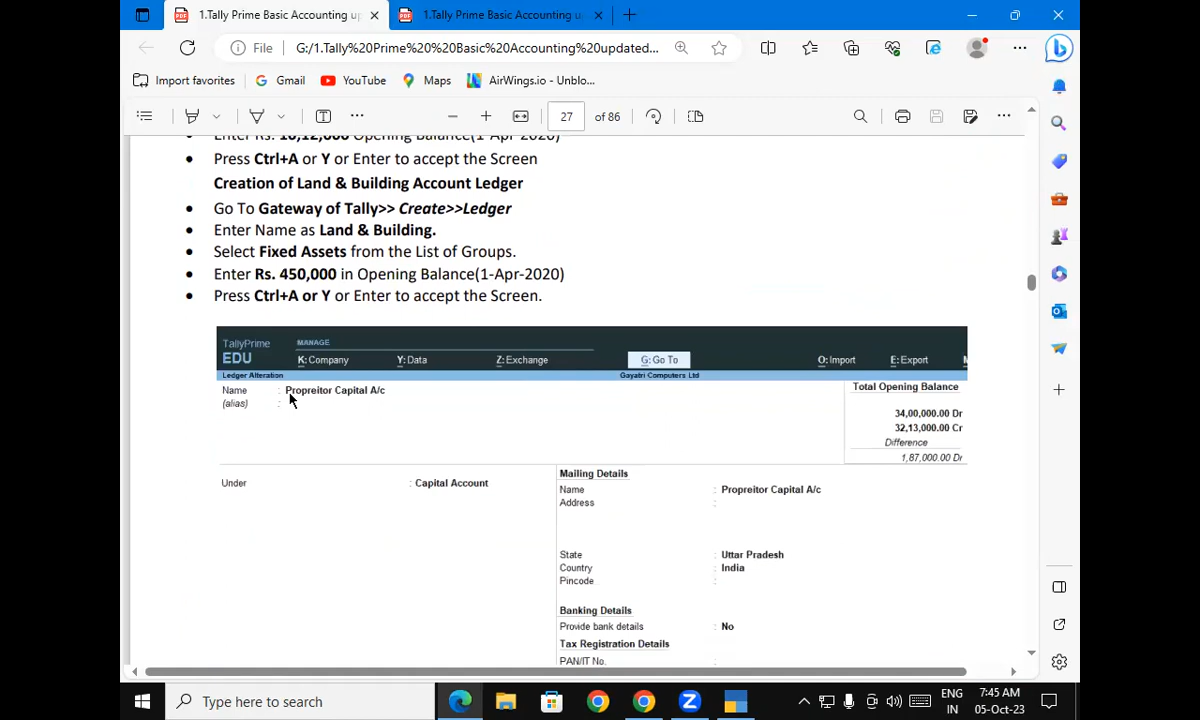 1.Tally Prime Basic Accounting up
1.Tally Prime Basic Accounting up
File
G:/1.Tally%20Prime%20%20Basic%20Accounting%20updated...
Import favorites
Gmail
YouTube
Maps
AirWings.io - Unblo...
27
of 86
Press Ctrl+A or Y or Enter to accept the Screen
Creation of Land & Building Account Ledger
Go To Gateway of Tally>> Create>>Ledger
Enter Name as Land & Building.
Select Fixed Assets from the List of Groups.
Enter Rs. 450,000 in Opening Balance(1-Apr-2020)
Press Ctrl+A or Y or Enter to accept the Screen.
TallyPrime
EDU
MANAGE
K:Company
Y:Data
Z:Exchange
G:Go To
O:Import
E:Export
M
Ledger Alteration
Gayatri Computers Ltd
Name : Propreitor Capital A/c
(alias) :
Total Opening Balance
34,00,000.00 Dr
32,13,000.00 Cr
Difference
1,87,000.00 Dr
Under : Capital Account
Mailing Details
Name : Propreitor Capital A/c
Address :
State : Uttar Pradesh
Country : India
Pincode :
Banking Details
Provide bank details : No
Tax Registration Details
PAN/IT No. :
Type here to search
ENG
IN
7:45 AM
05-Oct-23